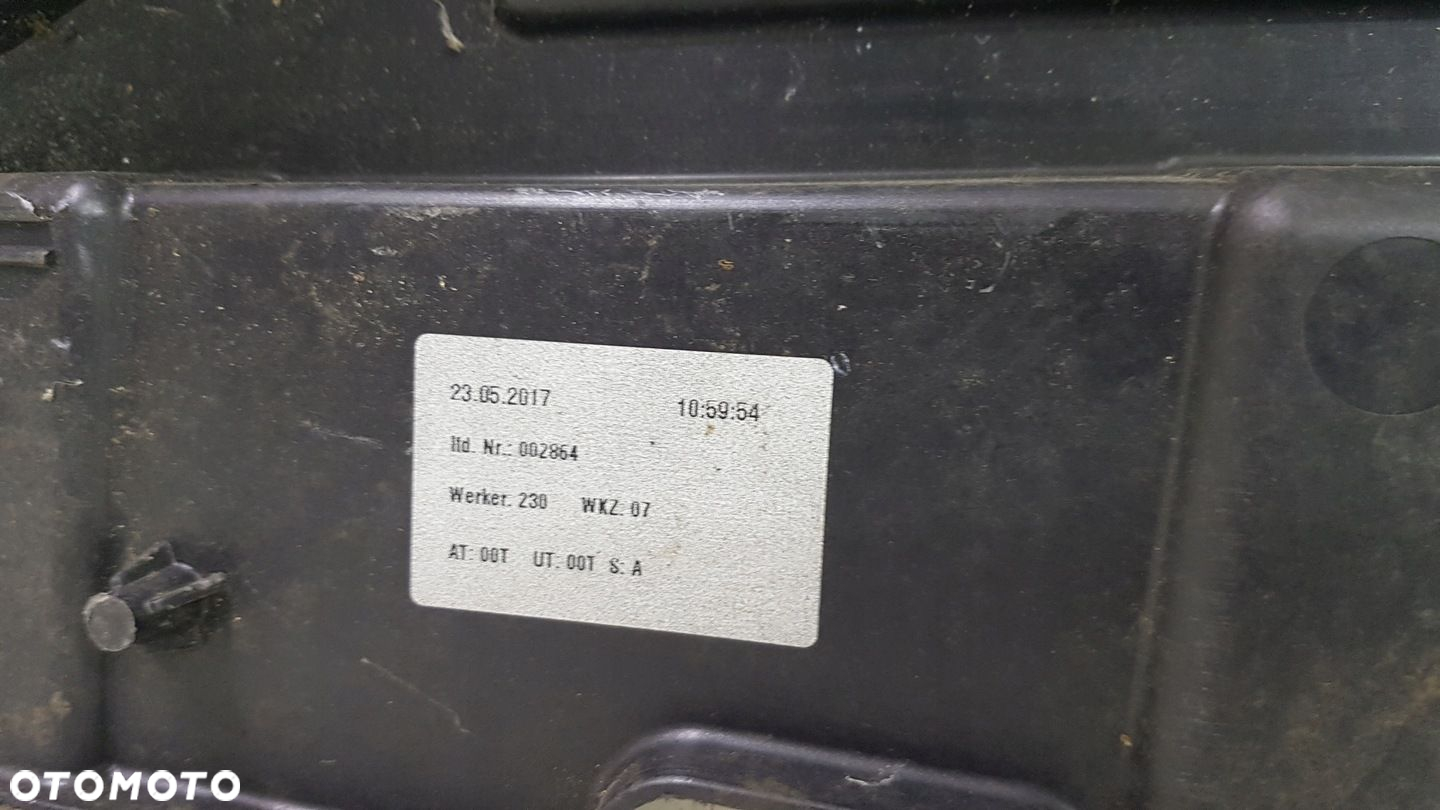 23.05.2017 10:59:54
lfd. Nr.: 002864
Werker. 230 WKZ. 07
AT: 00T UT: 00T S: A
OTOMOTO